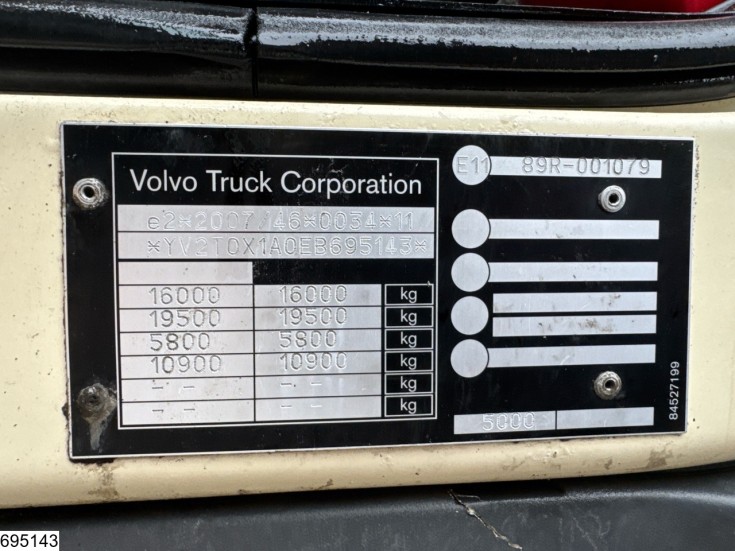 Volvo Truck Corporation
e2*2007/46*0034*11
*YV2T0X1A0EB695143*
16000 16000 kg
19500 19500 kg
5800 5800 kg
10900 10900 kg
- - - - kg
- - - - kg
E11 89R-001079
5000
84527199
695143